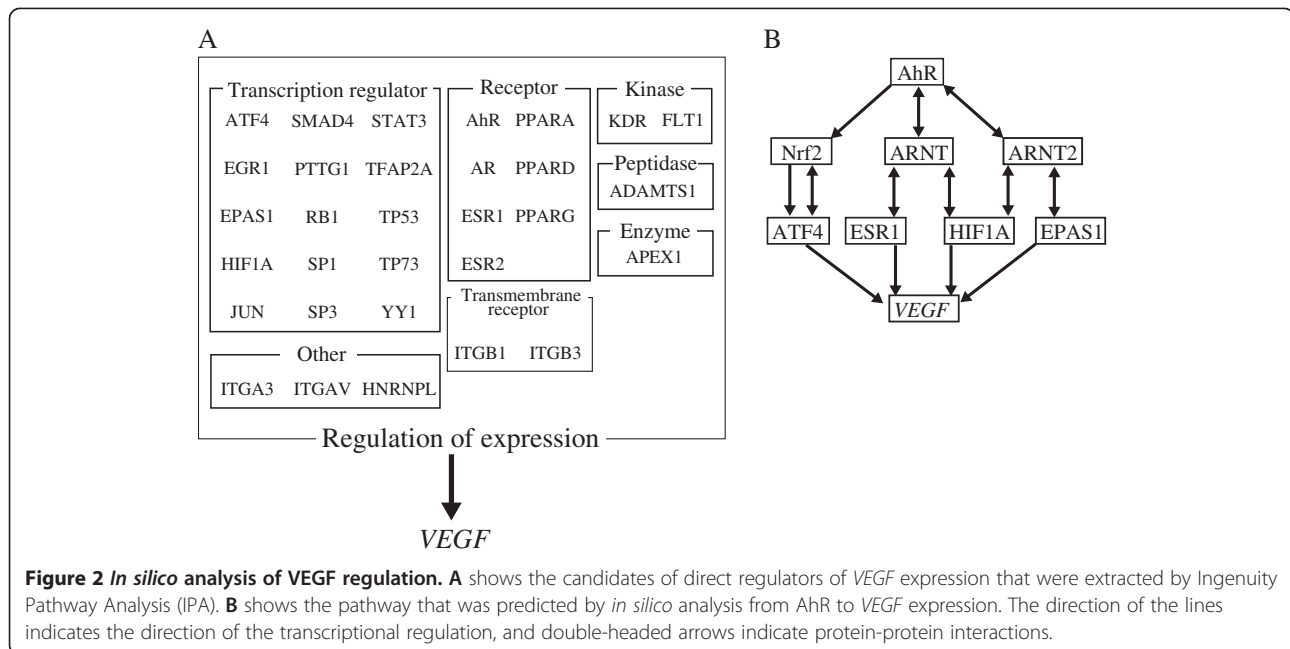 A
Transcription regulator
ATF4 SMAD4 STAT3
EGR1 PTTG1 TFAP2A
EPAS1 RB1 TP53
HIF1A SP1 TP73
JUN SP3 YY1
Other
ITGA3 ITGAV HNRNPL
Receptor
AhR PPARA
AR PPARD
ESR1 PPARG
ESR2
Transmembrane
receptor
ITGB1 ITGB3
Kinase
KDR FLT1
Peptidase
ADAMTS1
Enzyme
APEX1
Regulation of expression
VEGF
B
AhR
Nrf2 ARNT ARNT2
ATF4 ESR1 HIF1A EPAS1
VEGF
Figure 2 In silico analysis of VEGF regulation. A shows the candidates of direct regulators of VEGF expression that were extracted by Ingenuity
Pathway Analysis (IPA). B shows the pathway that was predicted by in silico analysis from AhR to VEGF expression. The direction of the lines
indicates the direction of the transcriptional regulation, and double-headed arrows indicate protein-protein interactions.